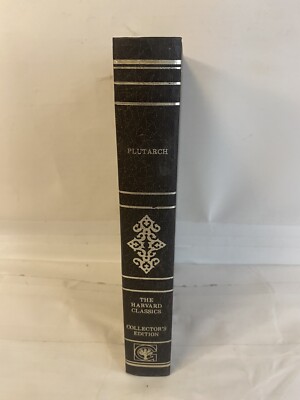 PLUTARCH
THE
HARVARD
CLASSICS
COLLECTOR'S
EDITION